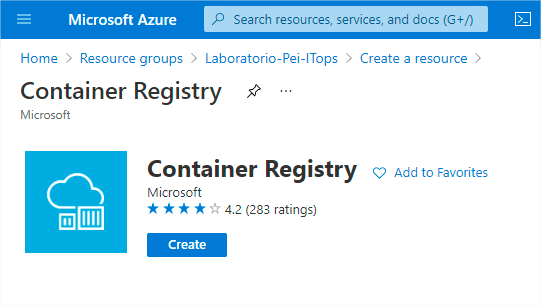 Microsoft Azure
Search resources, services, and docs (G+/)
Home > Resource groups > Laboratorio-Pei-ITops > Create a resource >
Container Registry
Microsoft
Container Registry
Add to Favorites
Microsoft
4.2 (283 ratings)
Create